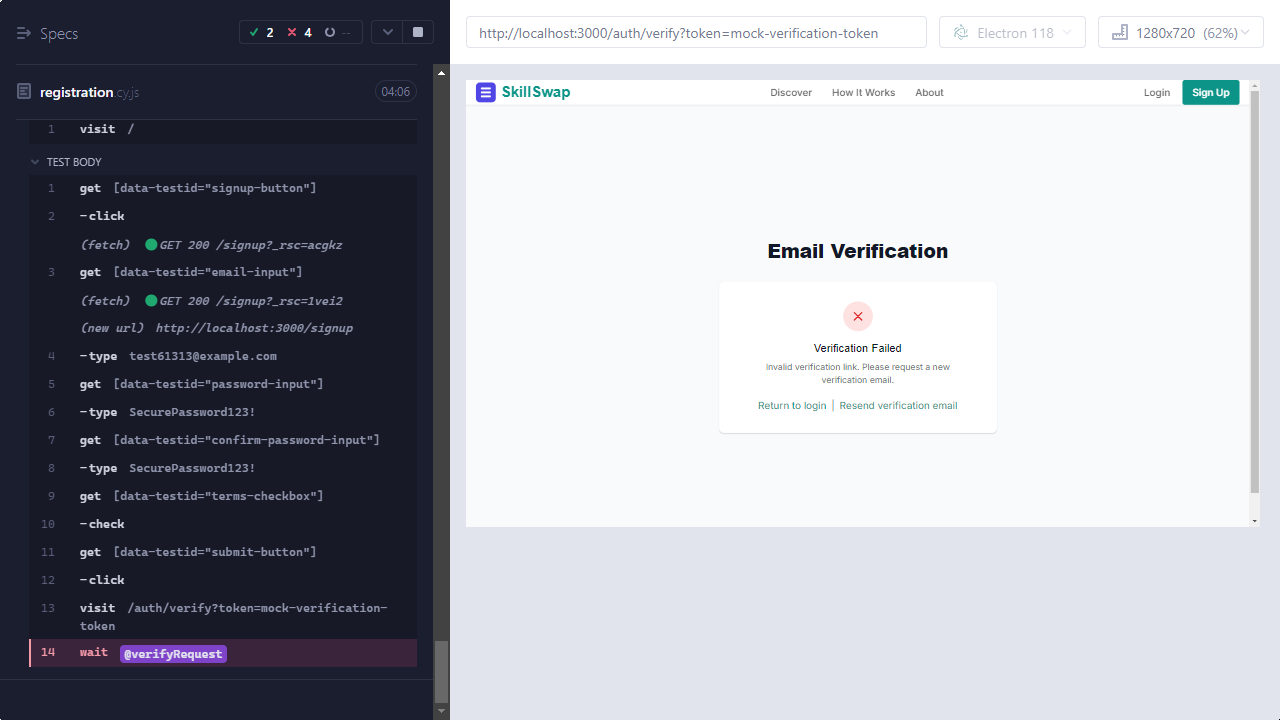 Specs
2 4 --
registration.cy.js 04:06
1 visit /
TEST BODY
1 get [data-testid="signup-button"]
2 -click
(fetch) GET 200 /signup?_rsc=acgkz
3 get [data-testid="email-input"]
(fetch) GET 200 /signup?_rsc=1vei2
(new url) http://localhost:3000/signup
4 -type test61313@example.com
5 get [data-testid="password-input"]
6 -type SecurePassword123!
7 get [data-testid="confirm-password-input"]
8 -type SecurePassword123!
9 get [data-testid="terms-checkbox"]
10 -check
11 get [data-testid="submit-button"]
12 -click
13 visit /auth/verify?token=mock-verification-
token
14 wait @verifyRequest
http://localhost:3000/auth/verify?token=mock-verification-token
Electron 118
1280x720 (62%)
SkillSwap Discover How It Works About Login Sign Up
Email Verification
Verification Failed
Invalid verification link. Please request a new
verification email.
Return to login | Resend verification email